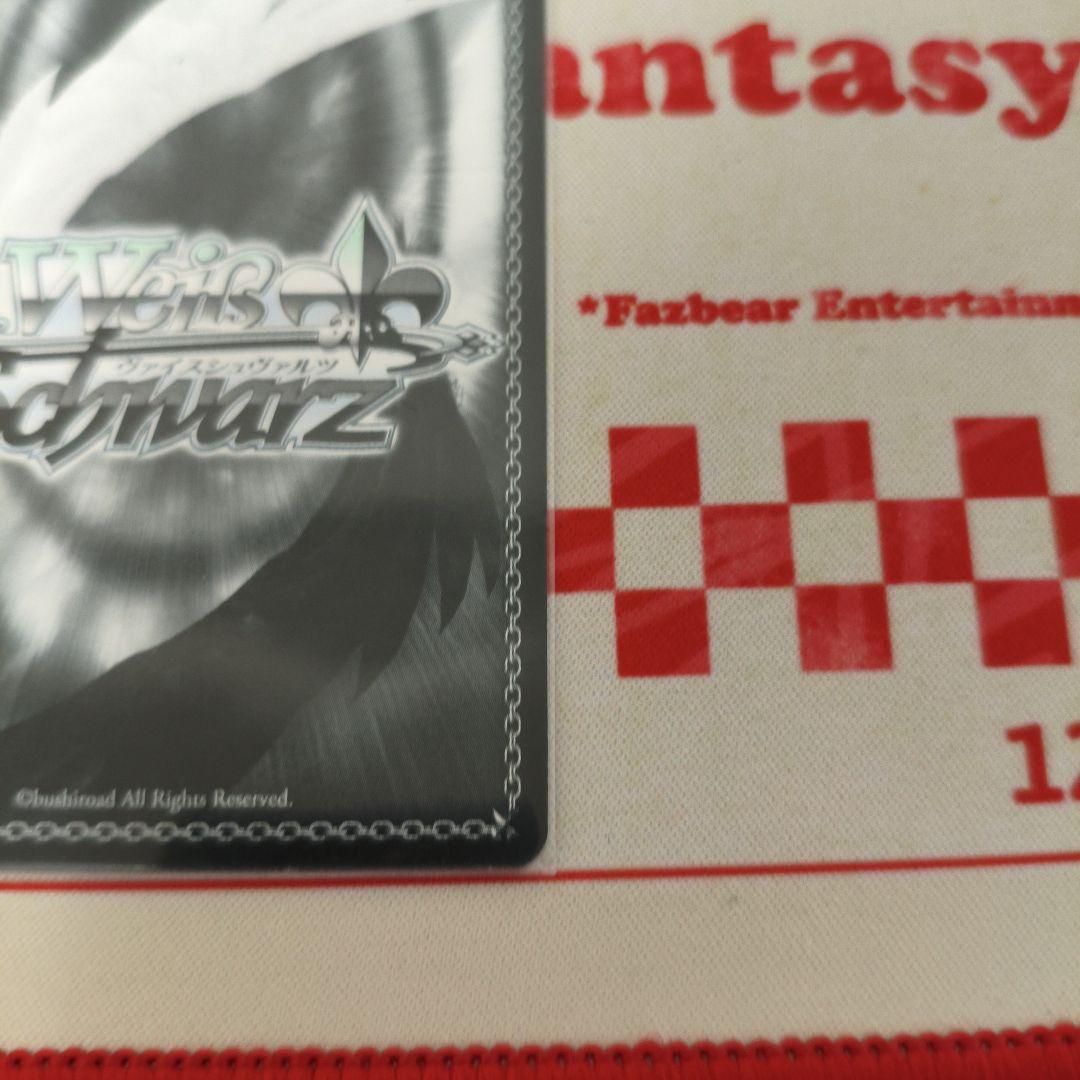 antasy
Weiß
ヴァイスシュヴァルツ
Schwarz
*Fazbear Entertainm
12
©bushiroad All Rights Reserved.